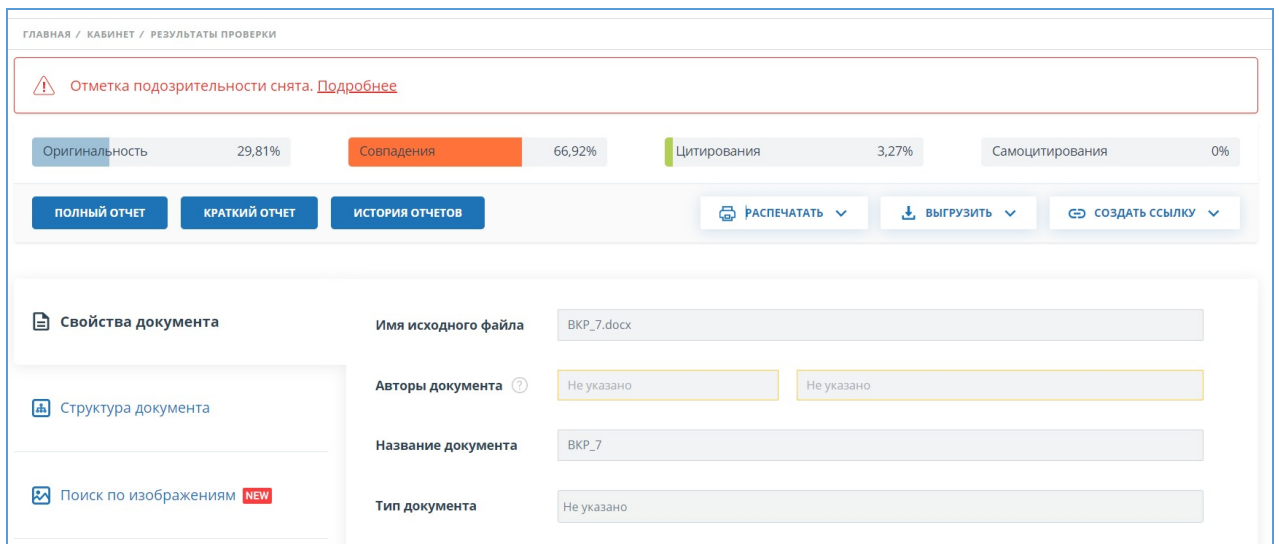 ГЛАВНАЯ / КАБИНЕТ / РЕЗУЛЬТАТЫ ПРОВЕРКИ
Отметка подозрительности снята. Подробнее
Оригинальность 29,81% Совпадения 66,92% Цитирования 3,27% Самоцитирования 0%
ПОЛНЫЙ ОТЧЕТ КРАТКИЙ ОТЧЕТ ИСТОРИЯ ОТЧЕТОВ РАСПЕЧАТАТЬ ВЫГРУЗИТЬ СОЗДАТЬ ССЫЛКУ
Свойства документа Имя исходного файла ВКР_7.docx
Авторы документа ? Не указано Не указано
Структура документа
Название документа ВКР_7
Поиск по изображениям NEW
Тип документа Не указано